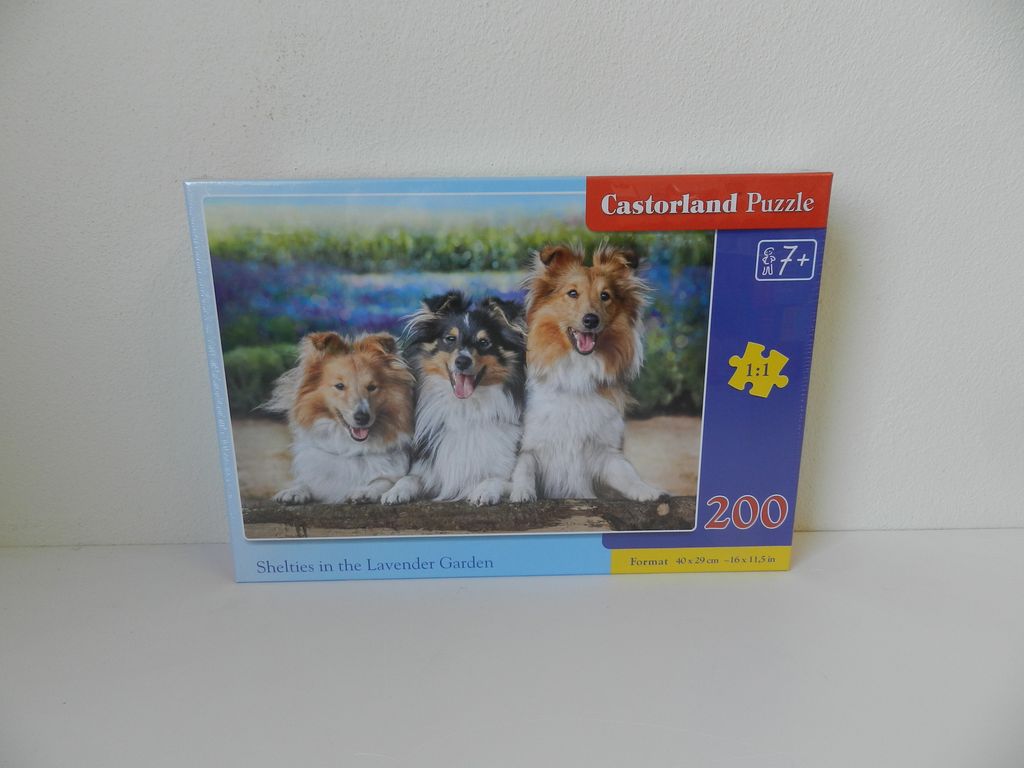 Castorland Puzzle
7+
1:1
200
Shelties in the Lavender Garden
Format 40 x 29 cm – 16 x 11,5 in